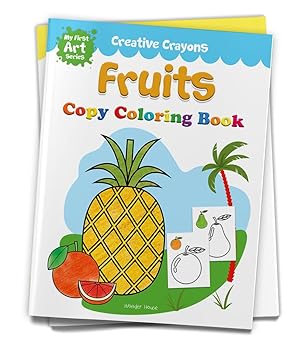 My First
Art
Series
Creative Crayons
Fruits
Copy Coloring Book
Wonder House